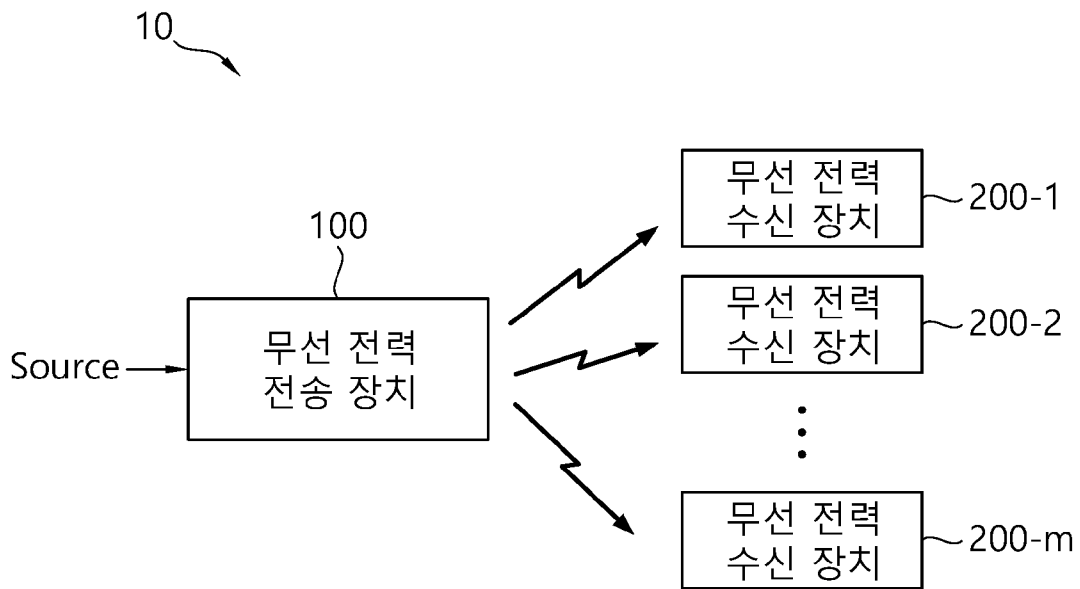 10
무선 전력
수신 장치
200-1
100
무선 전력
수신 장치
200-2
Source
무선 전력
전송 장치
무선 전력
수신 장치
200-m